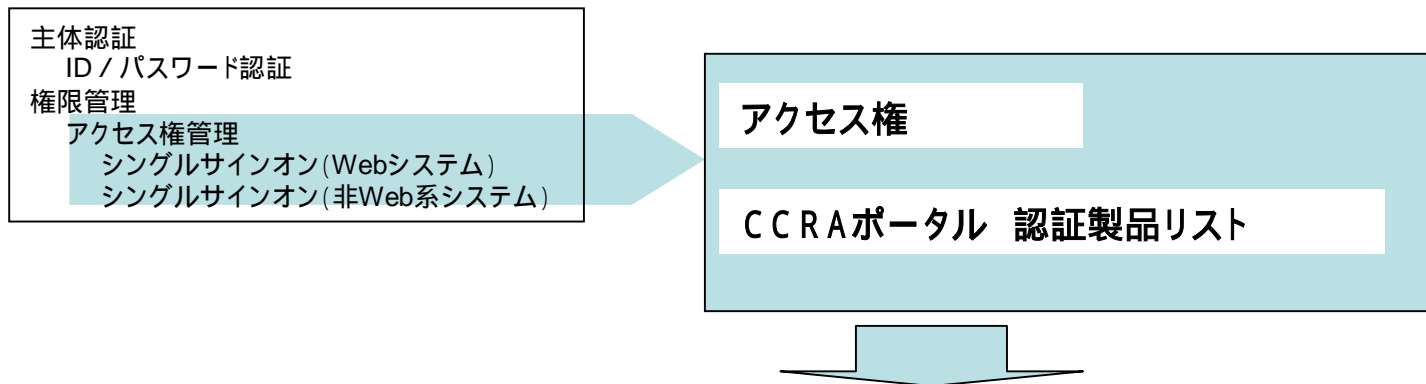 主体認証
ID／パスワード認証
権限管理
アクセス権管理
シングルサインオン(Webシステム)
シングルサインオン(非Web系システム)
アクセス権
CCRAポータル 認証製品リスト